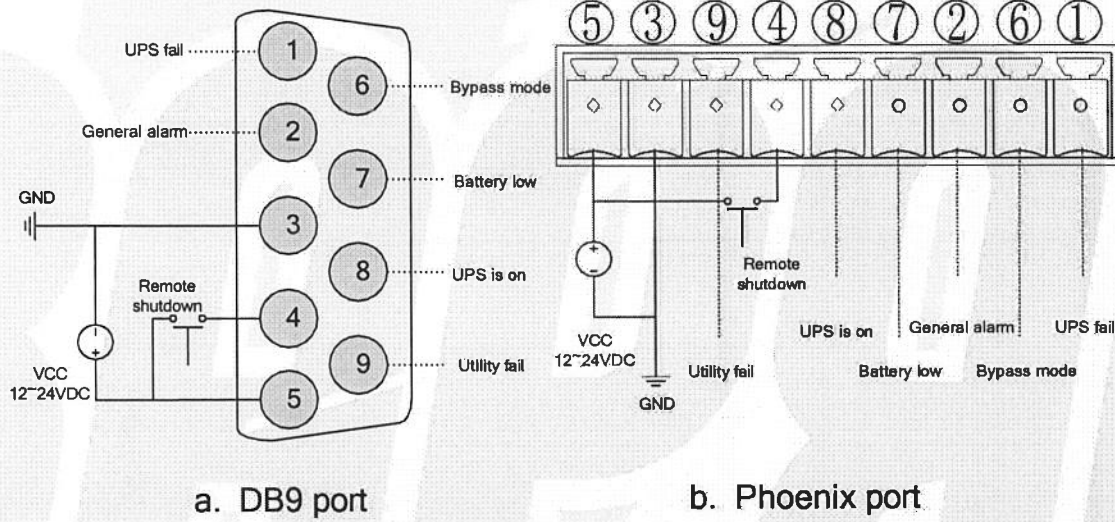 UPS fail
1
6
Bypass mode
General alarm
2
7
Battery low
GND
3
8
UPS is on
Remote
shutdown
4
9
Utility fail
VCC
12~24VDC
5
a. DB9 port
5 3 9 4 8 7 2 6 1
Remote
shutdown
VCC
12~24VDC
GND
Utility fail
UPS is on
Battery low
General alarm
Bypass mode
UPS fail
b. Phoenix port